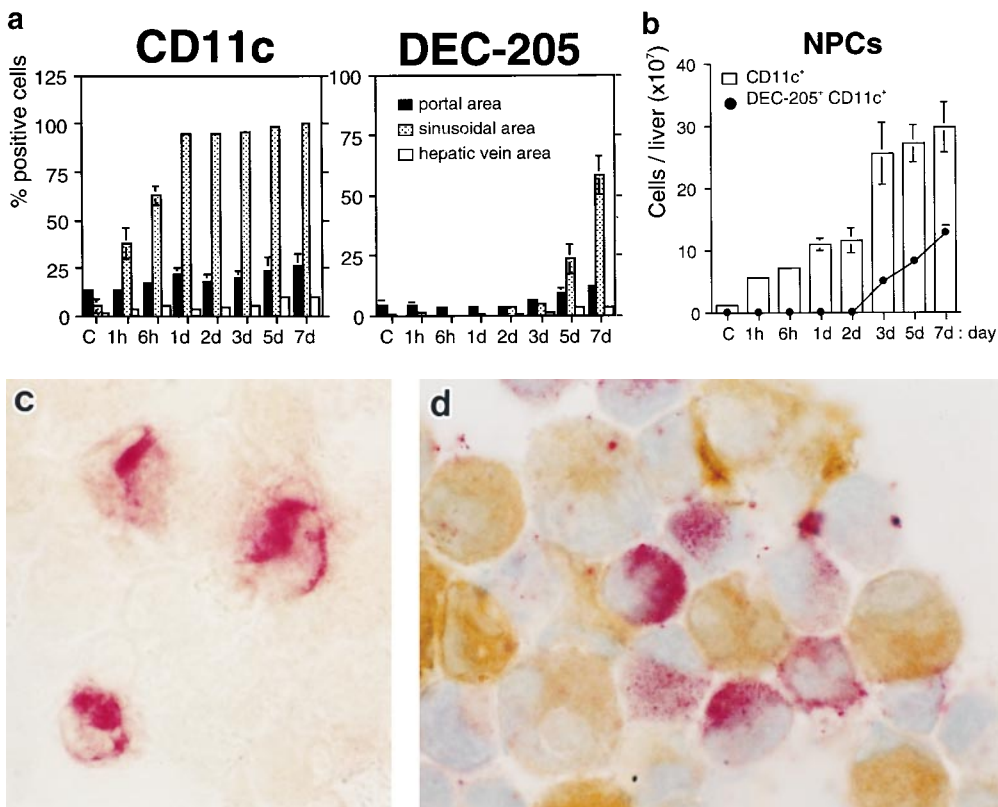 a
CD11c
DEC-205
% positive cells
125
100
75
50
25
0
C 1h 6h 1d 2d 3d 5d 7d
100
75
50
25
0
portal area
sinusoidal area
hepatic vein area
C 1h 6h 1d 2d 3d 5d 7d
b
NPCs
Cells / liver (x10⁷)
40
30
20
10
0
CD11c⁺
DEC-205⁺ CD11c⁺
C 1h 6h 1d 2d 3d 5d 7d : day
c
d